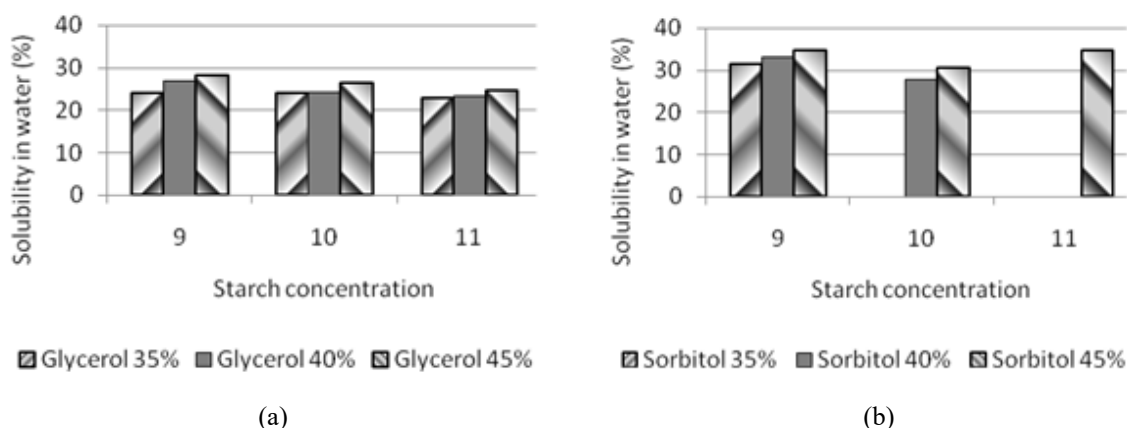 40
30
20
10
0
Solubility in water (%)
9 10 11
Starch concentration
Glycerol 35% Glycerol 40% Glycerol 45%
(a)
40
30
20
10
0
Solubility in water (%)
9 10 11
Starch concentration
Sorbitol 35% Sorbitol 40% Sorbitol 45%
(b)